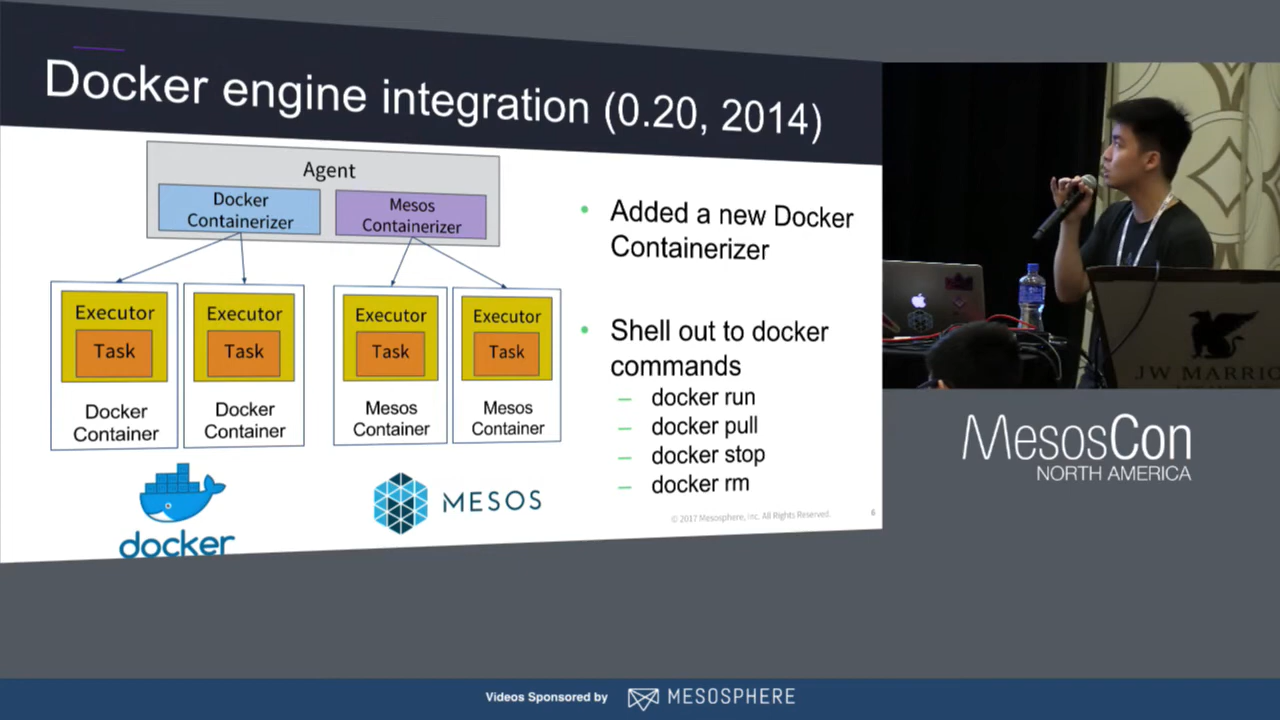 Docker engine integration (0.20, 2014)
Agent
Docker
Containerizer
Mesos
Containerizer
Executor
Task
Docker
Container
Executor
Task
Docker
Container
Executor
Task
Mesos
Container
Executor
Task
Mesos
Container
docker
MESOS
• Added a new Docker
Containerizer
• Shell out to docker
commands
– docker run
– docker pull
– docker stop
– docker rm
© 2017 Mesosphere, Inc. All Rights Reserved.
6
JW MARRIO
MesosCon
NORTH AMERICA
Videos Sponsored by
MESOSPHERE